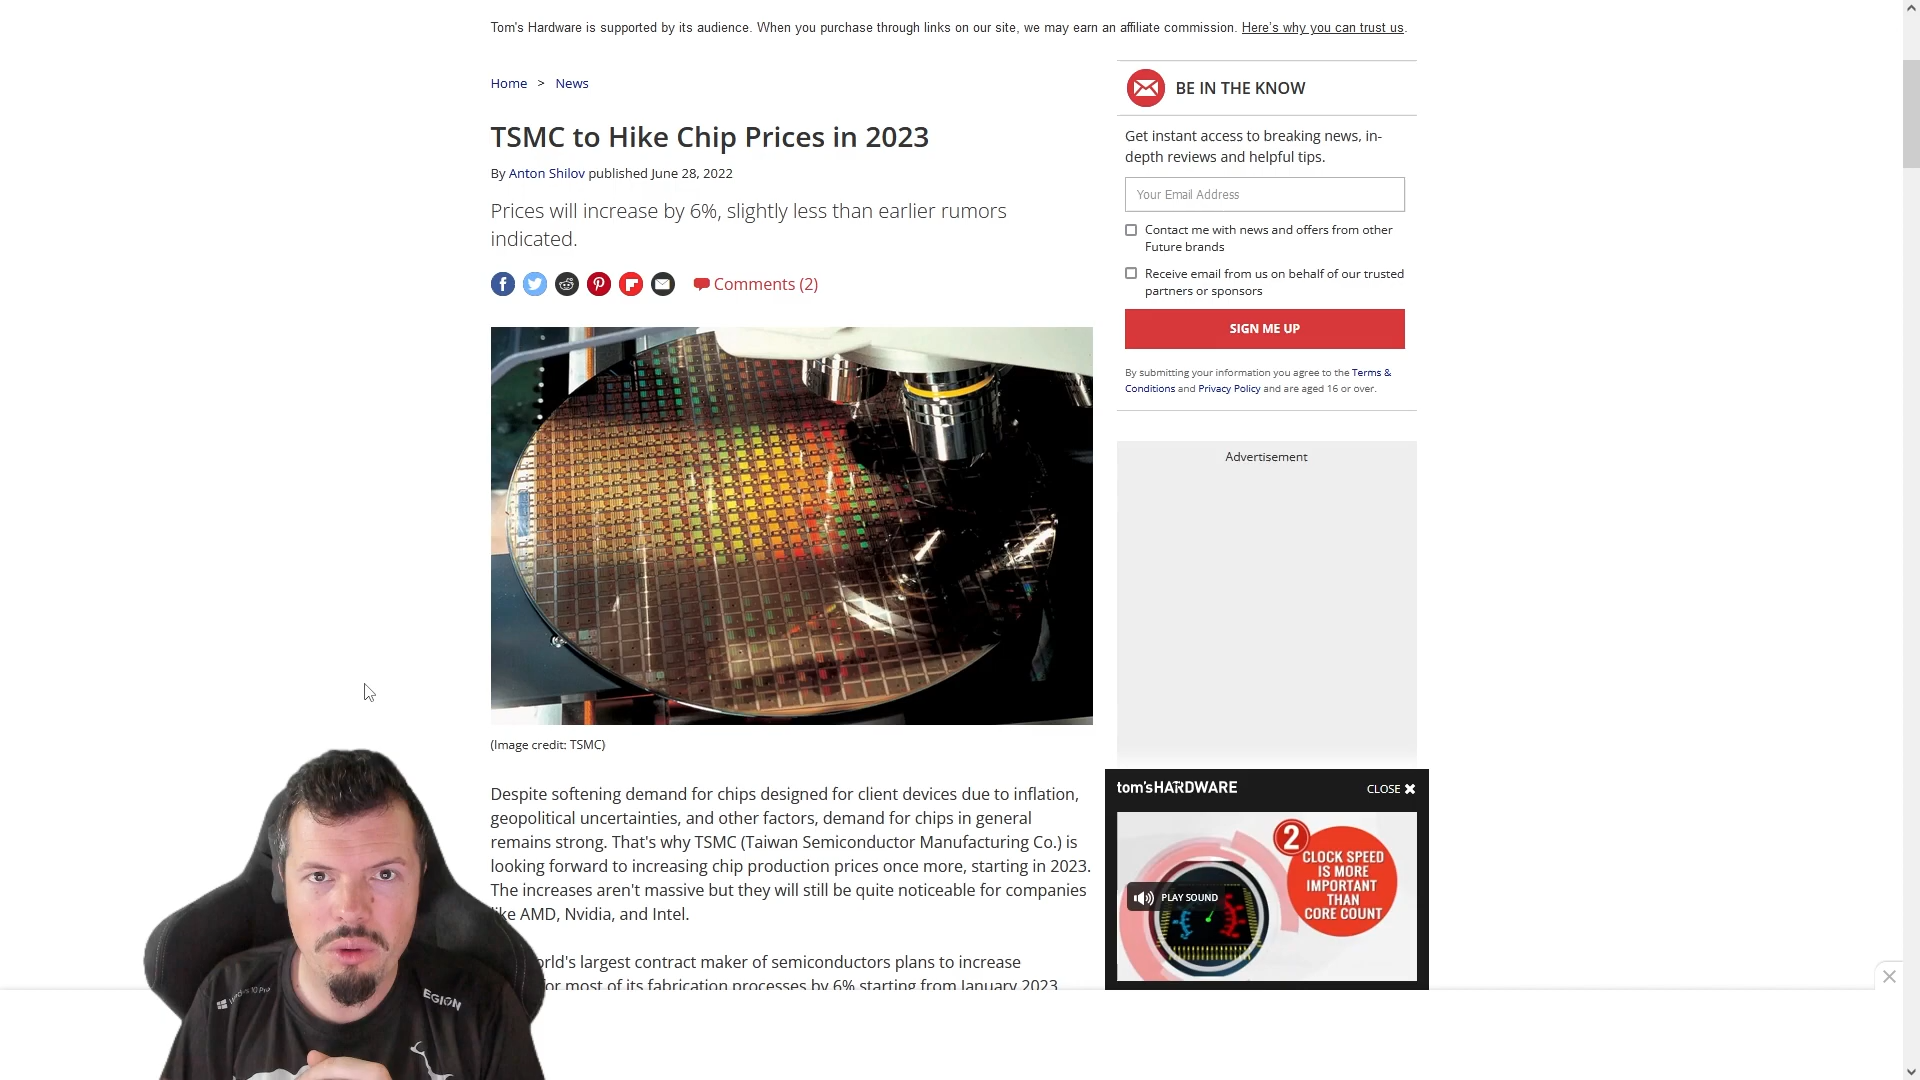 Tom's Hardware is supported by its audience. When you purchase through links on our site, we may earn an affiliate commission. Here's why you can trust us.
Home > News
TSMC to Hike Chip Prices in 2023
By Anton Shilov published June 28, 2022
Prices will increase by 6%, slightly less than earlier rumors
indicated.
Comments (2)
(Image credit: TSMC)
Despite softening demand for chips designed for client devices due to inflation,
geopolitical uncertainties, and other factors, demand for chips in general
remains strong. That's why TSMC (Taiwan Semiconductor Manufacturing Co.) is
looking forward to increasing chip production prices once more, starting in 2023.
The increases aren't massive but they will still be quite noticeable for companies
AMD, Nvidia, and Intel.
largest contract maker of semiconductors plans to increase
for most of its fabrication processes by 6% starting from January 2023
BE IN THE KNOW
Get instant access to breaking news, in-
depth reviews and helpful tips.
Your Email Address
Contact me with news and offers from other
Future brands
Receive email from us on behalf of our trusted
partners or sponsors
SIGN ME UP
By submitting your information you agree to the Terms &
Conditions and Privacy Policy and are aged 16 or over.
Advertisement
tom'sHARDWARE
CLOSE
2
CLOCK SPEED
IS MORE
IMPORTANT
THAN
CORE COUNT
PLAY SOUND
Windows 10 Pro
EGION